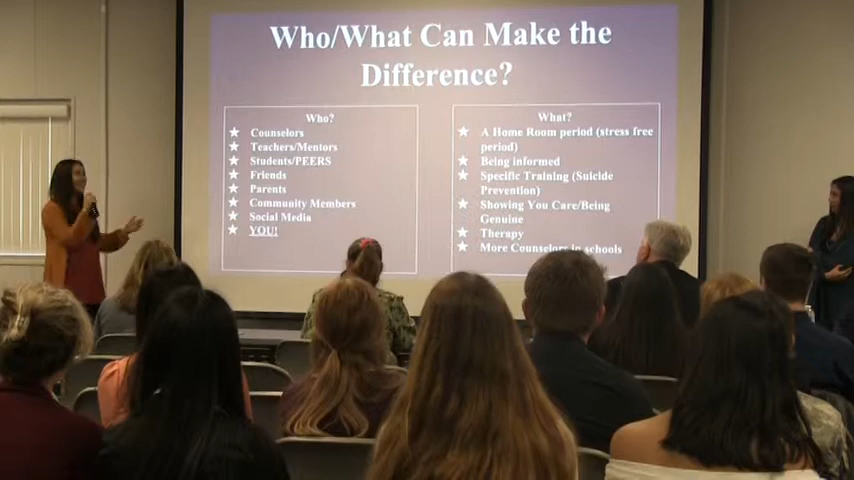 Who/What Can Make the
Difference?
Who?
Counselors
Teachers/Mentors
Students/PEERS
Friends
Parents
Community Members
Social Media
YOU!
What?
A Home Room period (stress free
period)
Being informed
Specific Training (Suicide
Prevention)
Showing You Care/Being
Genuine
Therapy
More Counselors in schools